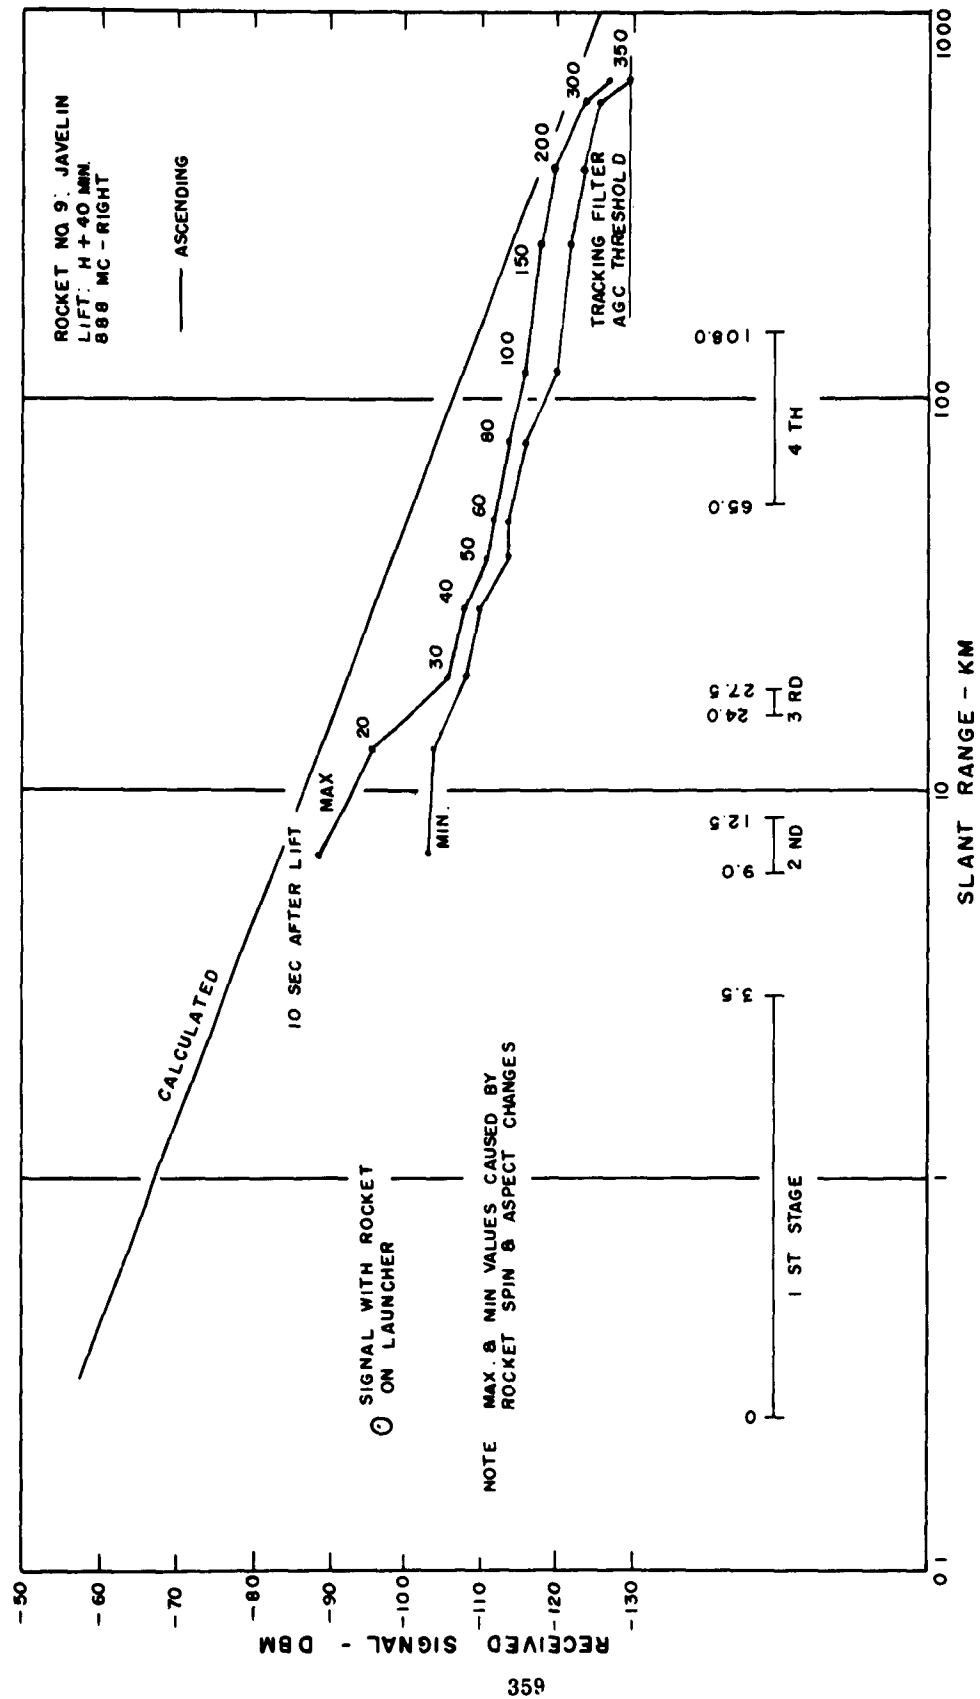 ROCKET NO. 9: JAVELIN
LIFT: H + 40 MIN.
888 MC - RIGHT
ASCENDING
RECEIVED SIGNAL - DBM
-50
-60
-70
-80
-90
-100
-110
-120
-130
CALCULATED
10 SEC AFTER LIFT
MAX
MIN.
20
30
40
50
60
80
100
150
200
300
350
TRACKING FILTER
AGC THRESHOLD
SIGNAL WITH ROCKET
ON LAUNCHER
NOTE MAX. & MIN VALUES CAUSED BY
ROCKET SPIN & ASPECT CHANGES
0
3.5
1 ST STAGE
9.0
12.5
2 ND
24.0
27.5
3 RD
65.0
108.0
4 TH
0.1
1
10
100
1000
SLANT RANGE - KM
359